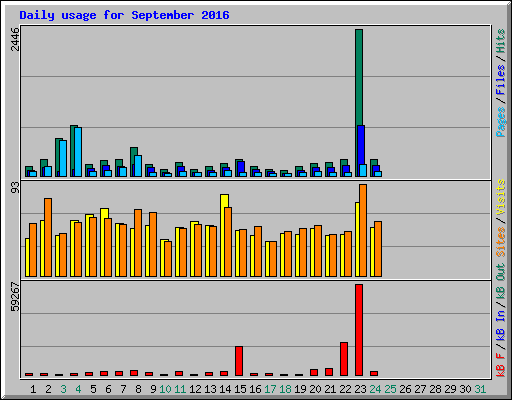 Daily usage for September 2016
2446
Pages / Files / Hits
93
Sites / Visits
59267
kB F / kB In / kB Out
1 2 3 4 5 6 7 8 9 10 11 12 13 14 15 16 17 18 19 20 21 22 23 24 25 26 27 28 29 30 31